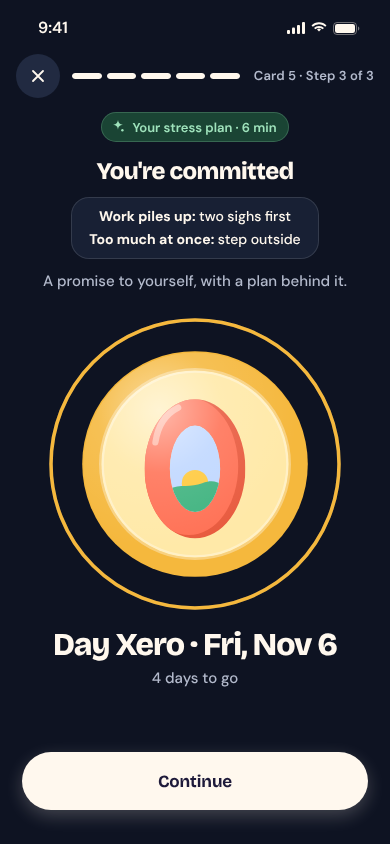 9:41
Card 5 · Step 3 of 3
Your stress plan · 6 min
You're committed
Work piles up: two sighs first
Too much at once: step outside
A promise to yourself, with a plan behind it.
Day Xero · Fri, Nov 6
4 days to go
Continue